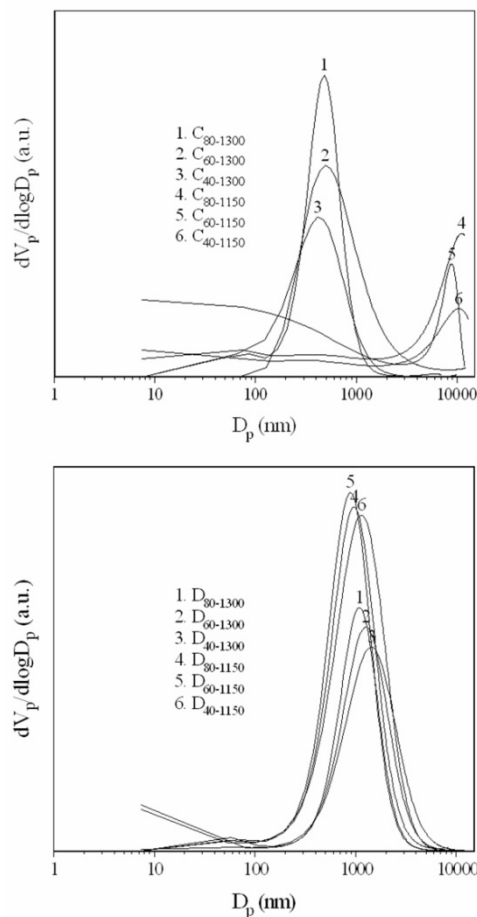 dVp/dlogDp (a.u.)
1
1. C80-1300
2. C60-1300
3. C40-1300
4. C80-1150
5. C60-1150
6. C40-1150
2
3
4
5
6
1 10 100 1000 10000
Dp (nm)
dVp/dlogDp (a.u.)
5
4
6
1. D80-1300
2. D60-1300
3. D40-1300
4. D80-1150
5. D60-1150
6. D40-1150
1
2
3
1 10 100 1000 10000
Dp (nm)